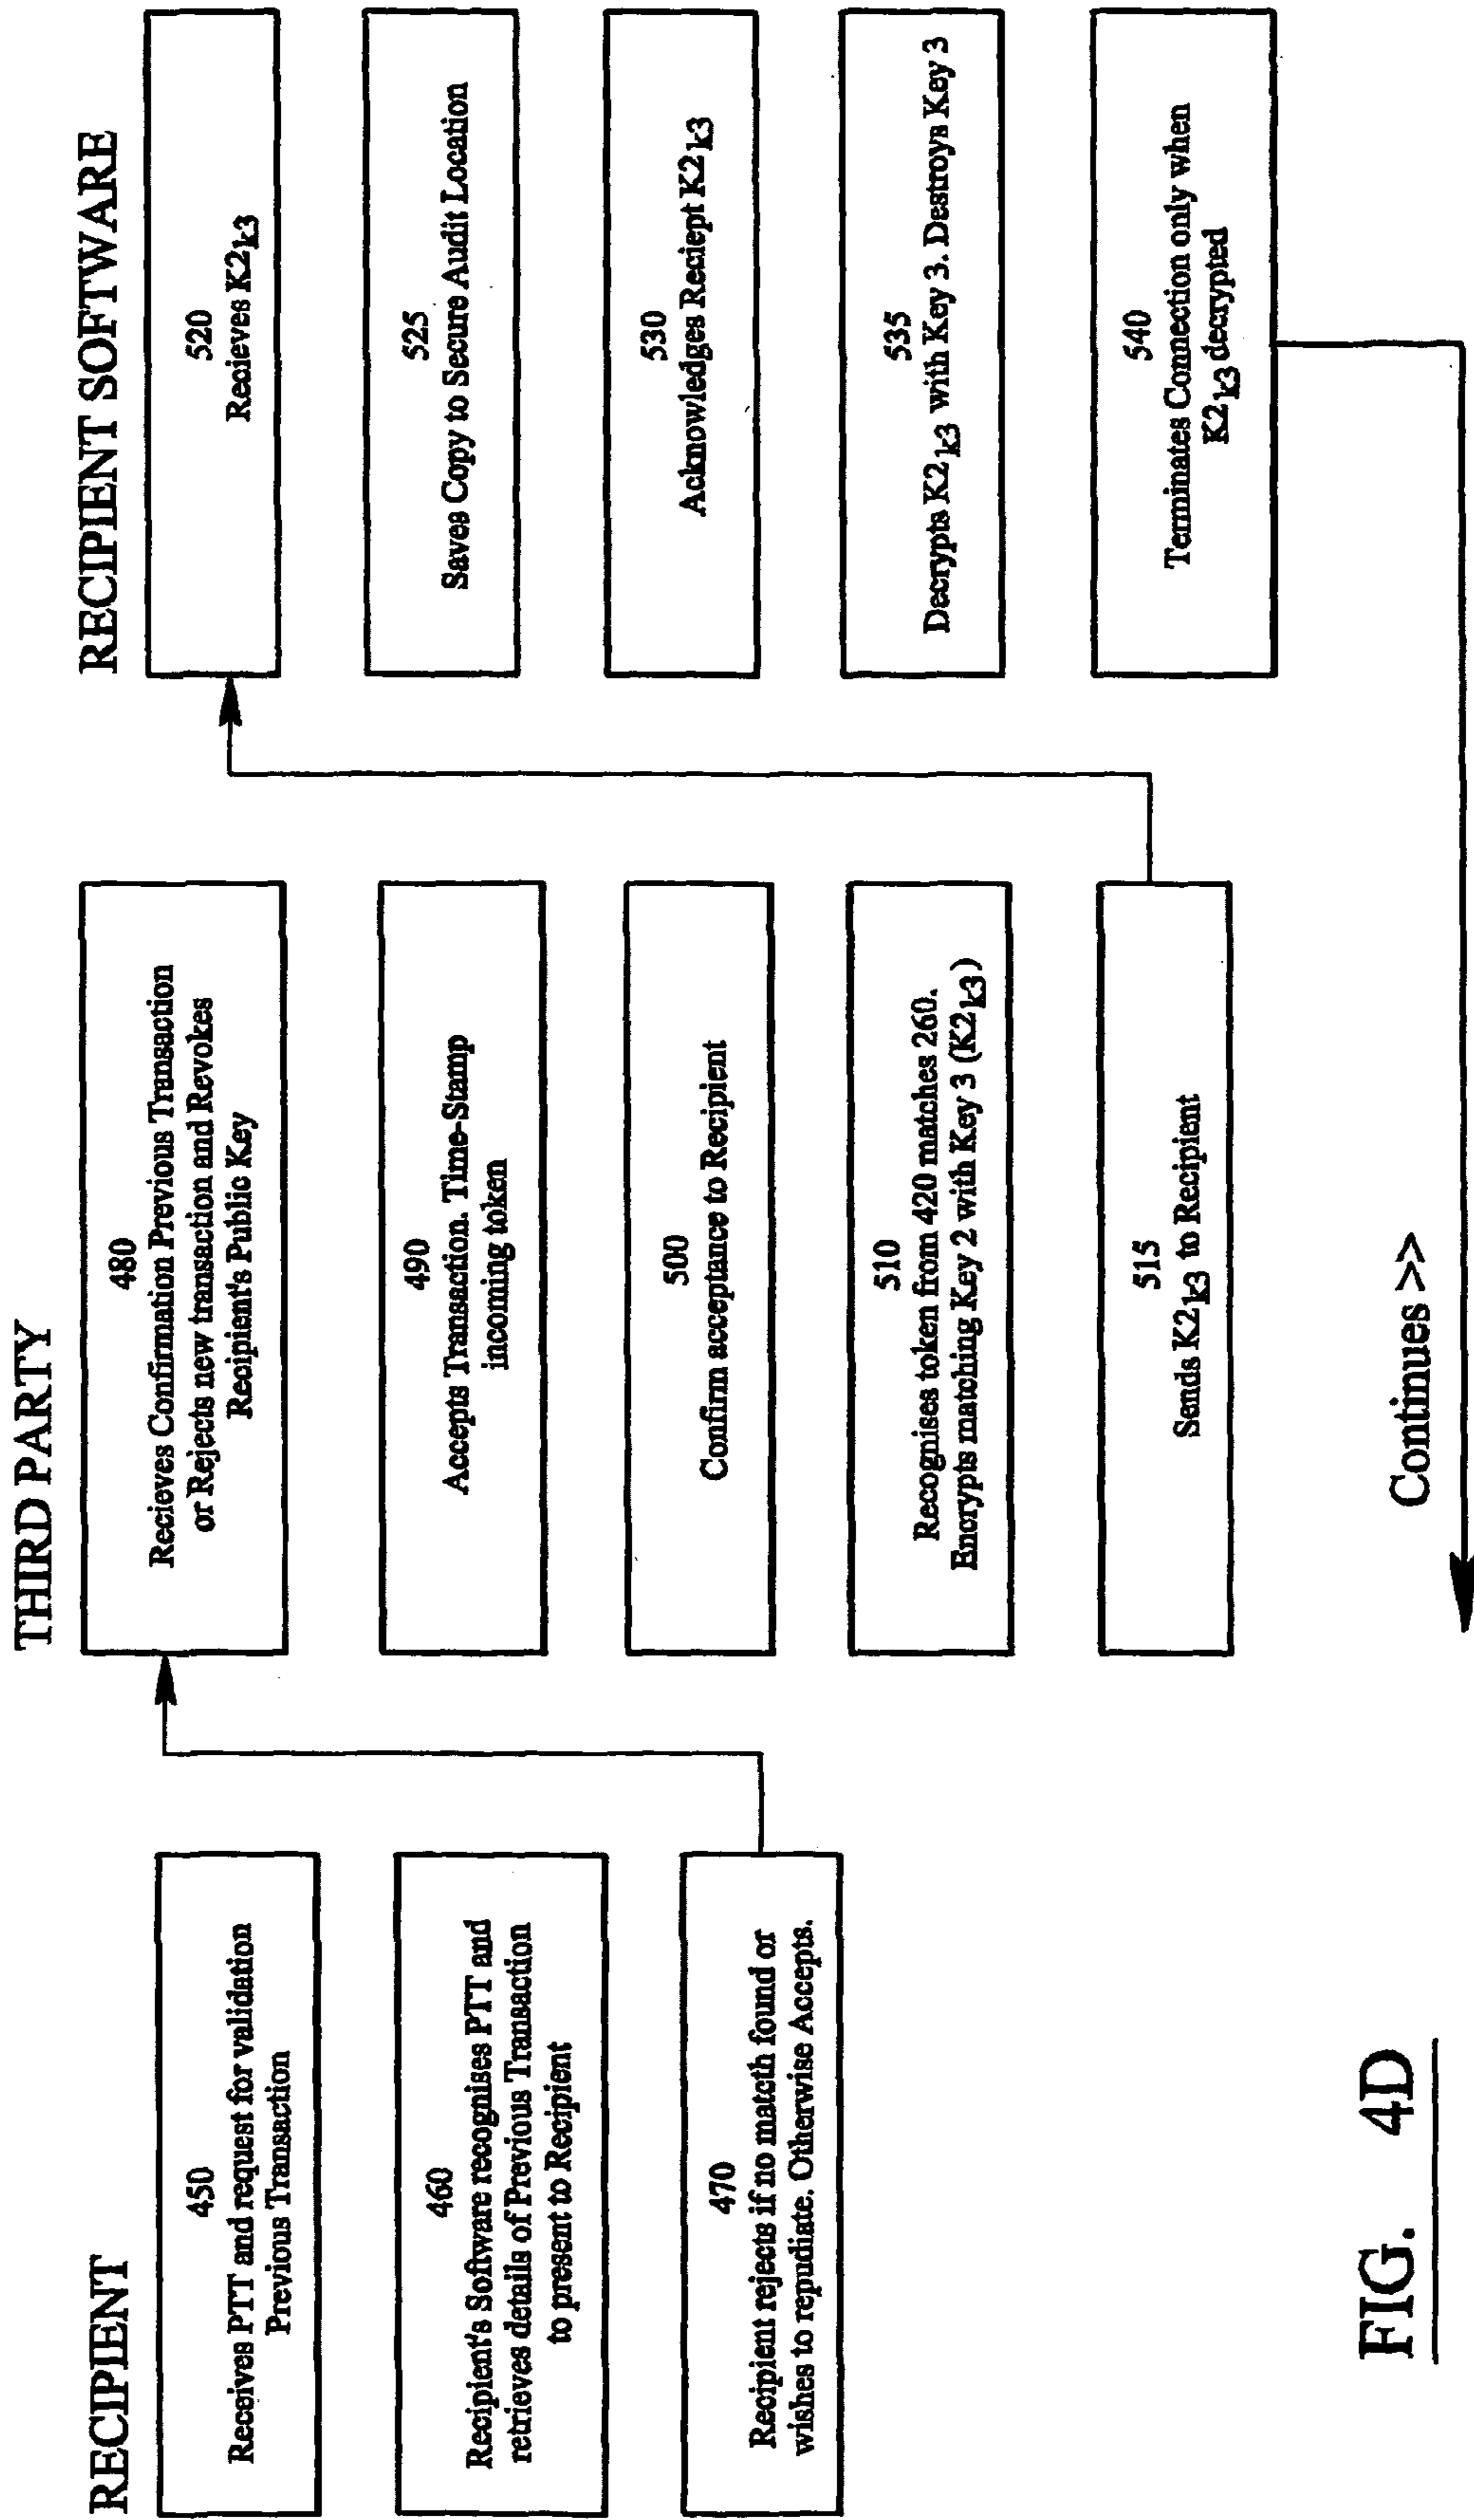 RECIPIENT
450
Receives PTT and request for validation
Previous Transaction
460
Recipient's Software recognises PTT and
retrieves details of Previous Transaction
to present to Recipient
470
Recipient rejects if no matcth found or
wishes to repudiate. Otherwise Accepts.
THIRD PARTY
480
Recieves Confirmation Previous Transaction
or Rejects new transaction and Revokes
Recipient's Public Key
490
Accepts Transaction. Time-Stamp
incoming token
500
Confirm acceptance to Recipient
510
Recognises token from 420 matches 260.
Encrypts matching Key 2 with Key 3 (K2k3)
515
Sends K2k3 to Recipient
RECIPIENT SOFTWARE
520
Recieves K2k3
525
Saves Copy to Secure Audit Location
530
Acknowledges Reciept K2k3
535
Decrypts K2k3 with Key 3. Destroys Key 3
540
Terminates Connection only when
K2k3 decrypted
Continues >>
FIG. 4D